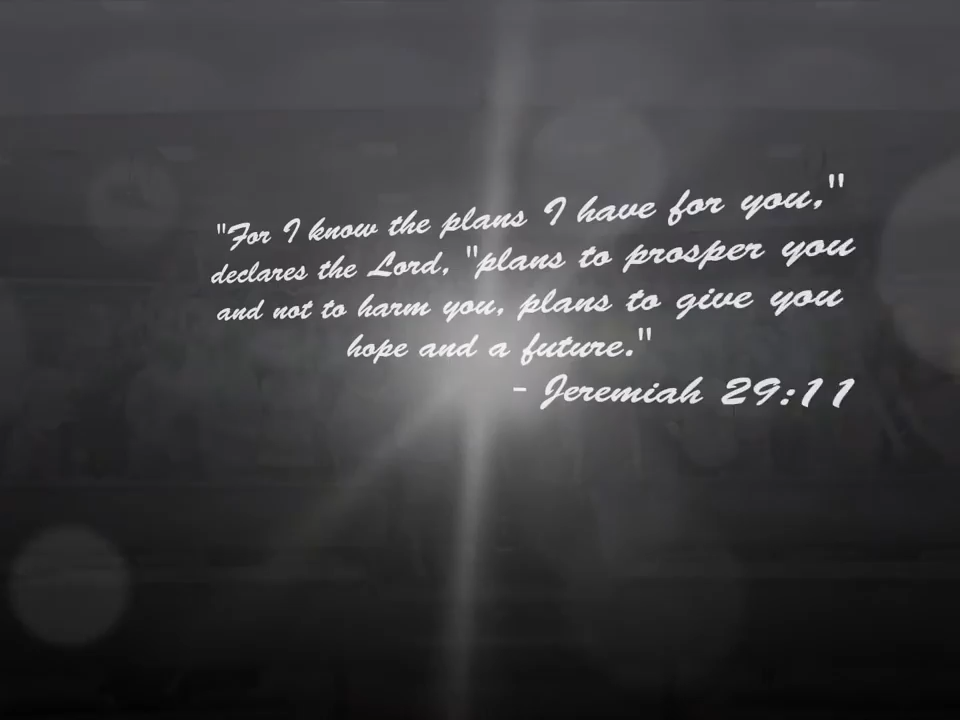 "For I know the plans I have for you,"
declares the Lord, "plans to prosper you
and not to harm you, plans to give you
hope and a future."
- Jeremiah 29:11